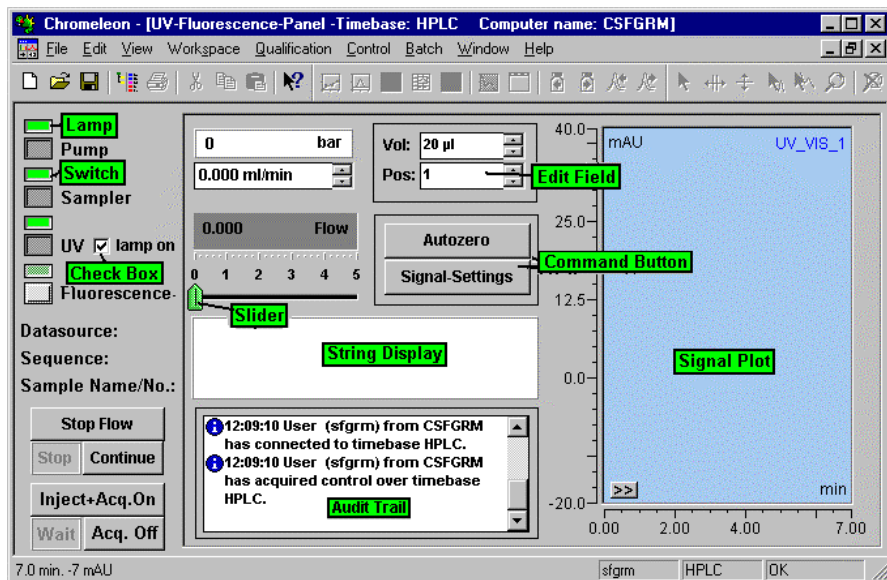 Chromeleon - [UV-Fluorescence-Panel -Timebase: HPLC    Computer name: CSFGRM]
File Edit View Workspace Qualification Control Batch Window Help
Lamp
Pump
Switch
Sampler
UV lamp on
Check Box
Fluorescence
0 bar
0.000 ml/min
Vol: 20 µl
Pos: 1
Edit Field
0.000 Flow
0 1 2 3 4 5
Slider
Autozero
Command Button
Signal-Settings
String Display
Datasource:
Sequence:
Sample Name/No.:
Stop Flow
Stop Continue
Inject+Acq.On
Wait Acq. Off
12:09:10 User (sfgrm) from CSFGRM
has connected to timebase HPLC.
12:09:10 User (sfgrm) from CSFGRM
has acquired control over timebase
HPLC.
Audit Trail
40.0
mAU UV_VIS_1
25.0
12.5
0.0
Signal Plot
-20.0
>> min
0.00 2.00 4.00 7.00
7.0 min. -7 mAU
sfgrm HPLC OK